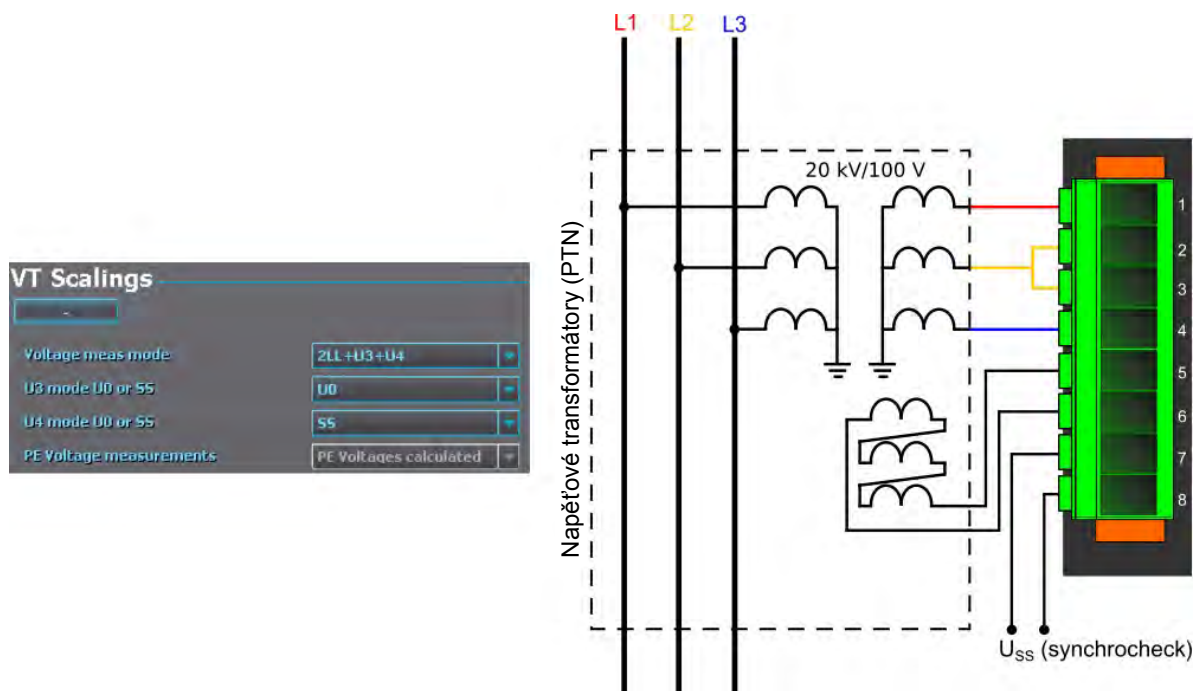 VT Scalings
-
Voltage meas mode
2LL+U3+U4
U3 mode U0 or SS
U0
U4 mode U0 or SS
SS
PE Voltage measurements
PE Voltages calculated
L1
L2
L3
Napěťové transformátory (PTN)
20 kV/100 V
1
2
3
4
5
6
7
8
USS (synchrocheck)